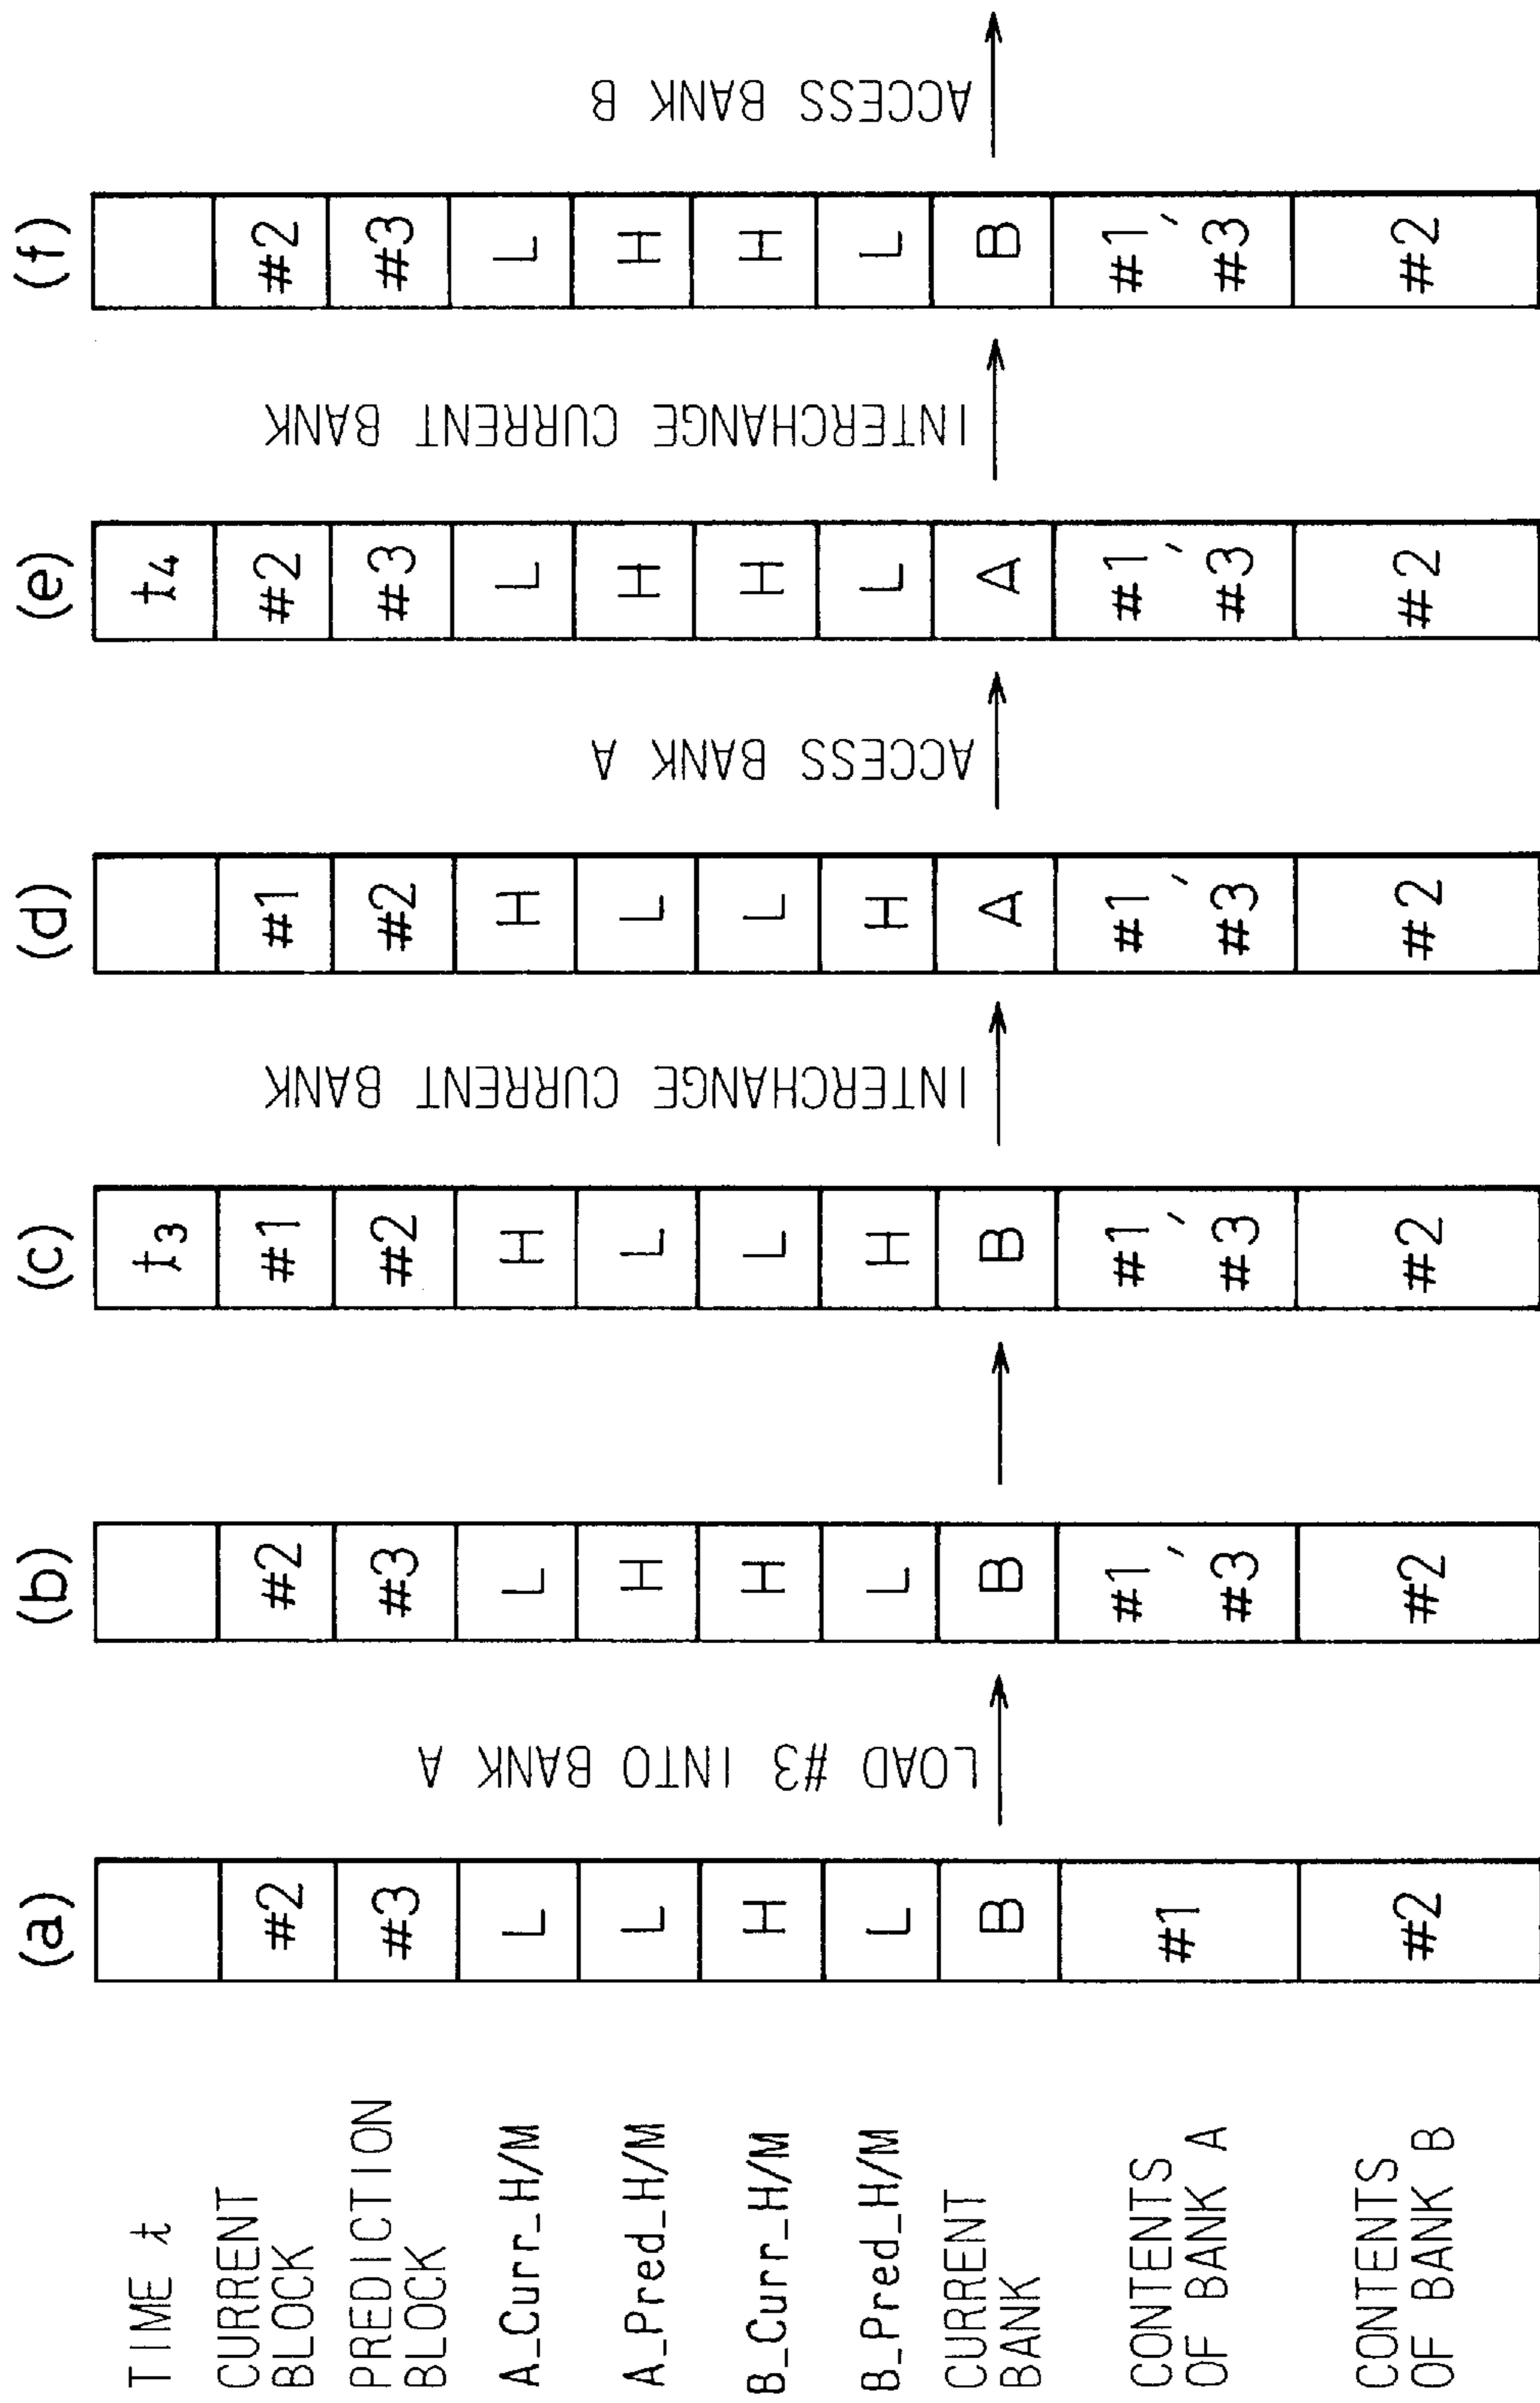 (a) (b) (c) (d) (e) (f)
TIME t t3 t4
CURRENT
BLOCK #2 #2 #1 #1 #2 #2
PREDICTION
BLOCK #3 #3 #2 #2 #3 #3
A_Curr_H/M L L H H L L
A_Pred_H/M L H L L H H
B_Curr_H/M H H L L H H
B_Pred_H/M L L H H L L
CURRENT
BANK B B B A A B
LOAD #3 INTO BANK A
INTERCHANGE CURRENT BANK
ACCESS BANK A
INTERCHANGE CURRENT BANK
ACCESS BANK B
CONTENTS
OF BANK A #1 #1, #3 #1, #3 #1, #3 #1, #3 #1, #3
CONTENTS
OF BANK B #2 #2 #2 #2 #2 #2